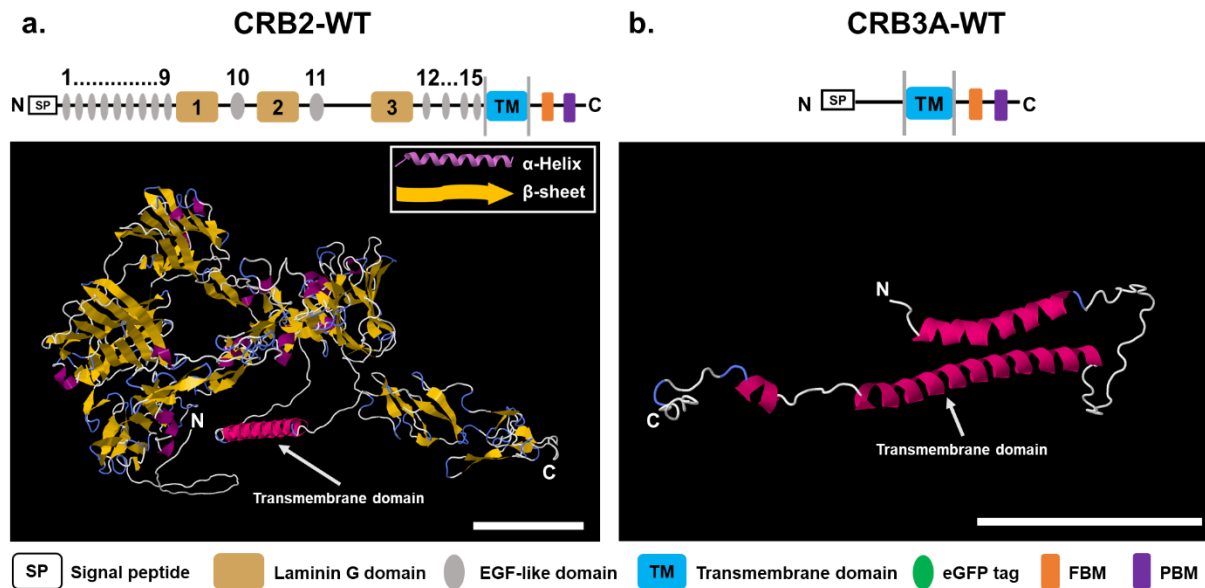 a. CRB2-WT
1.............9 10 11 12...15
N SP 1 2 3 TM C
α-Helix
β-sheet
N
C
Transmembrane domain
b. CRB3A-WT
N SP TM C
N
C
Transmembrane domain
SP Signal peptide Laminin G domain EGF-like domain TM Transmembrane domain eGFP tag FBM PBM